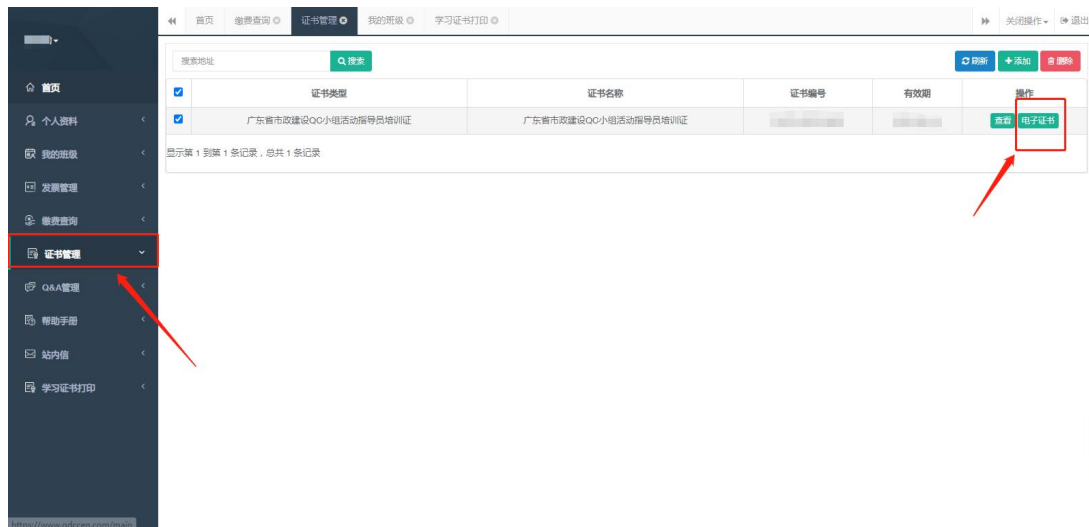 首页 缴费查询 证书管理 我的班级 学习证书打印 关闭操作 退出
搜索地址 搜索 刷新 +添加 删除
首页
个人资料
我的班级
发票管理
缴费查询
证书管理
Q&A管理
帮助手册
站内信
学习证书打印
证书类型 证书名称 证书编号 有效期 操作
广东省市政建设QC小组活动指导员培训证 广东省市政建设QC小组活动指导员培训证 查看 电子证书
显示第 1 到第 1 条记录，总共 1 条记录